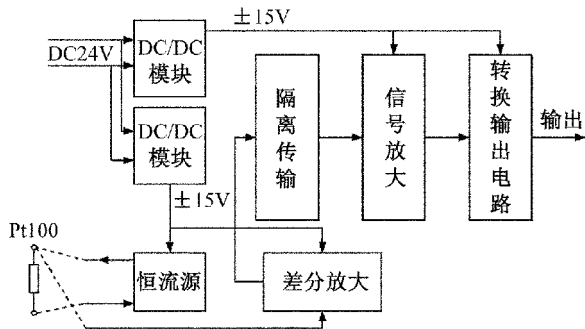 ±15V
DC24V
DC/DC
模块
DC/DC
模块
±15V
隔离传输
信号放大
转换输出电路
输出
Pt100
恒流源
差分放大